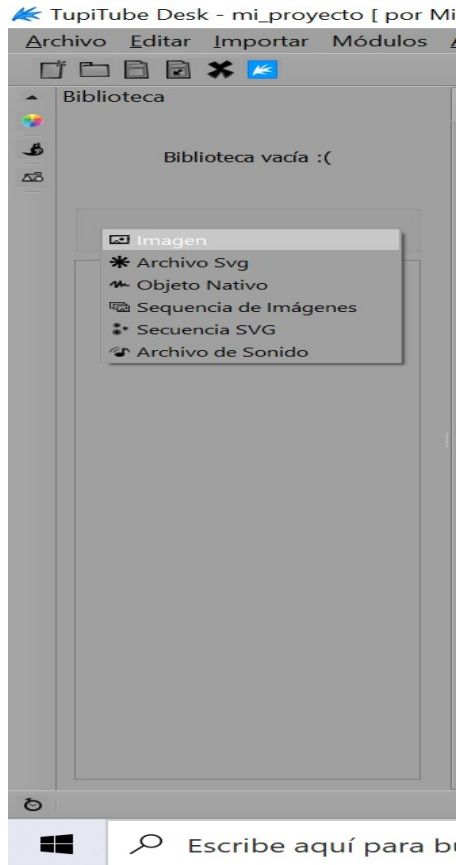 TupiTube Desk - mi_proyecto [ por Mi
Archivo Editar Importar Módulos
Biblioteca
Biblioteca vacía :(
Imagen
Archivo Svg
Objeto Nativo
Sequencia de Imágenes
Secuencia SVG
Archivo de Sonido
Escribe aquí para bu